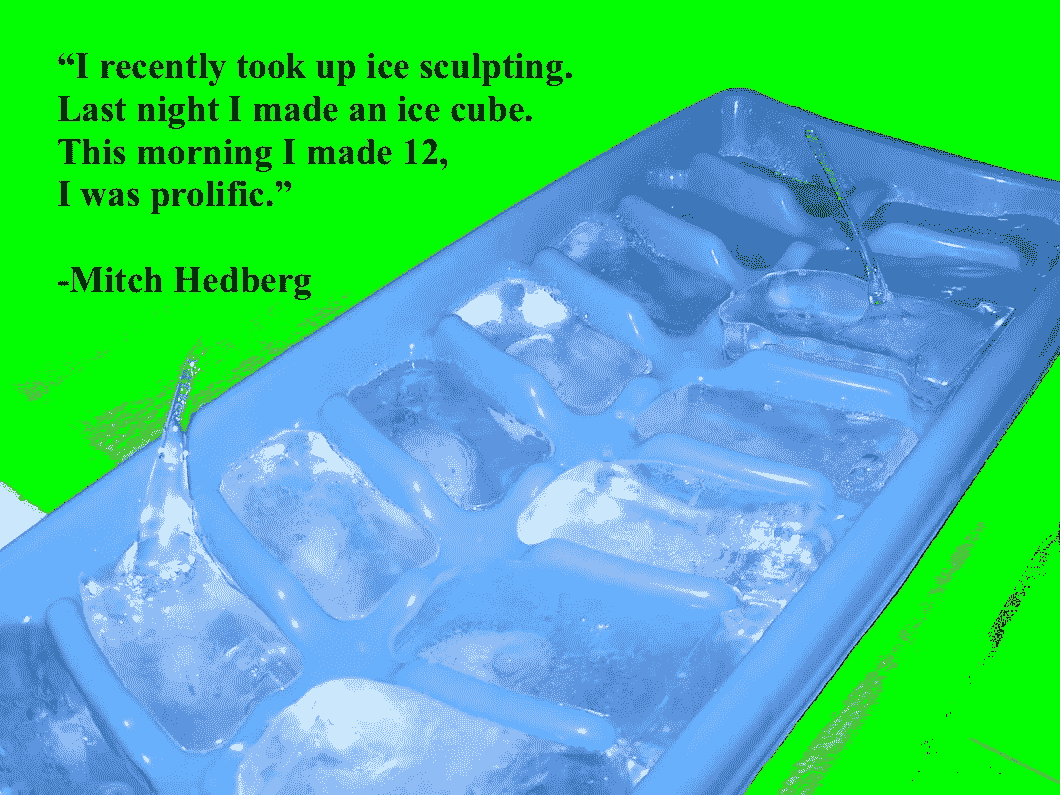 “I recently took up ice sculpting.
Last night I made an ice cube.
This morning I made 12,
I was prolific.”
-Mitch Hedberg